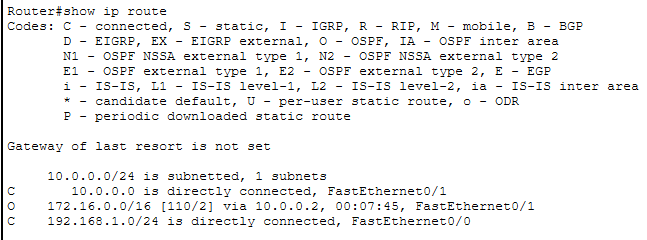 Router#show ip route
Codes: C - connected, S - static, I - IGRP, R - RIP, M - mobile, B - BGP
       D - EIGRP, EX - EIGRP external, O - OSPF, IA - OSPF inter area
       N1 - OSPF NSSA external type 1, N2 - OSPF NSSA external type 2
       E1 - OSPF external type 1, E2 - OSPF external type 2, E - EGP
       i - IS-IS, L1 - IS-IS level-1, L2 - IS-IS level-2, ia - IS-IS inter area
       * - candidate default, U - per-user static route, o - ODR
       P - periodic downloaded static route
Gateway of last resort is not set
     10.0.0.0/24 is subnetted, 1 subnets
C       10.0.0.0 is directly connected, FastEthernet0/1
O    172.16.0.0/16 [110/2] via 10.0.0.2, 00:07:45, FastEthernet0/1
C    192.168.1.0/24 is directly connected, FastEthernet0/0